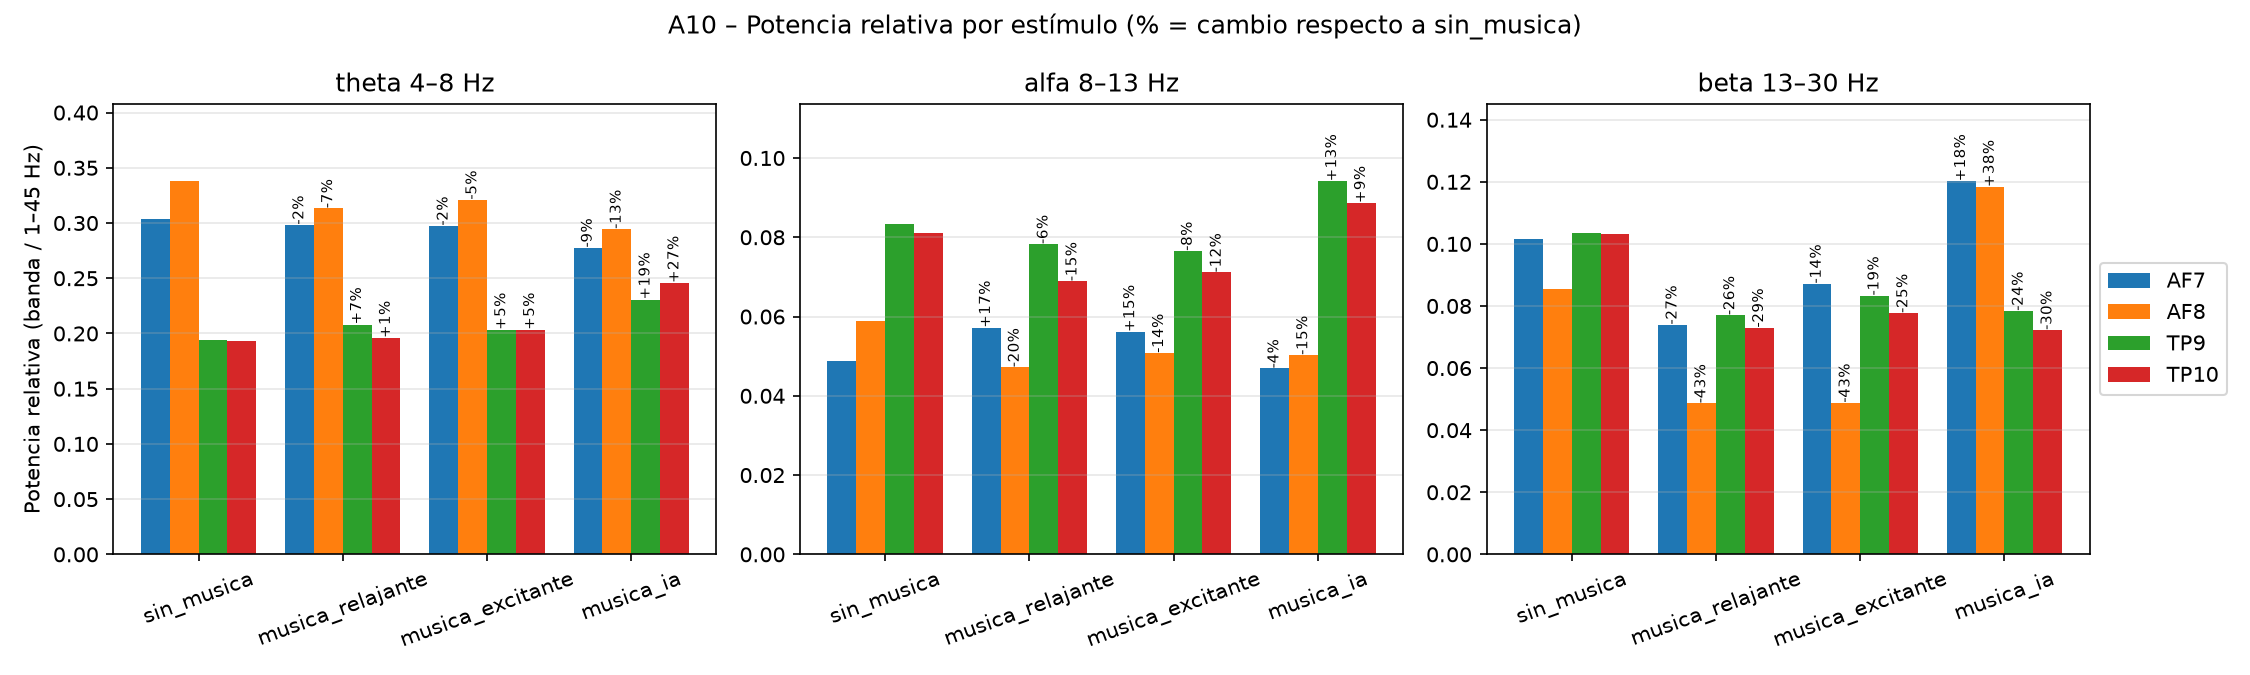 A10 – Potencia relativa por estímulo (% = cambio respecto a sin_musica)
theta 4–8 Hz
Potencia relativa (banda / 1–45 Hz)
0.40
0.35
0.30
0.25
0.20
0.15
0.10
0.05
0.00
-2%
-7%
+7%
+1%
-2%
-5%
+5%
+5%
-9%
-13%
+19%
+27%
sin_musica
musica_relajante
musica_excitante
musica_ia
alfa 8–13 Hz
0.10
0.08
0.06
0.04
0.02
0.00
+17%
-20%
-6%
-15%
+15%
-14%
-8%
-12%
-4%
-15%
+13%
+9%
sin_musica
musica_relajante
musica_excitante
musica_ia
beta 13–30 Hz
0.14
0.12
0.10
0.08
0.06
0.04
0.02
0.00
-27%
-43%
-26%
-29%
-14%
-43%
-19%
-25%
+18%
+38%
-24%
-30%
sin_musica
musica_relajante
musica_excitante
musica_ia
AF7
AF8
TP9
TP10